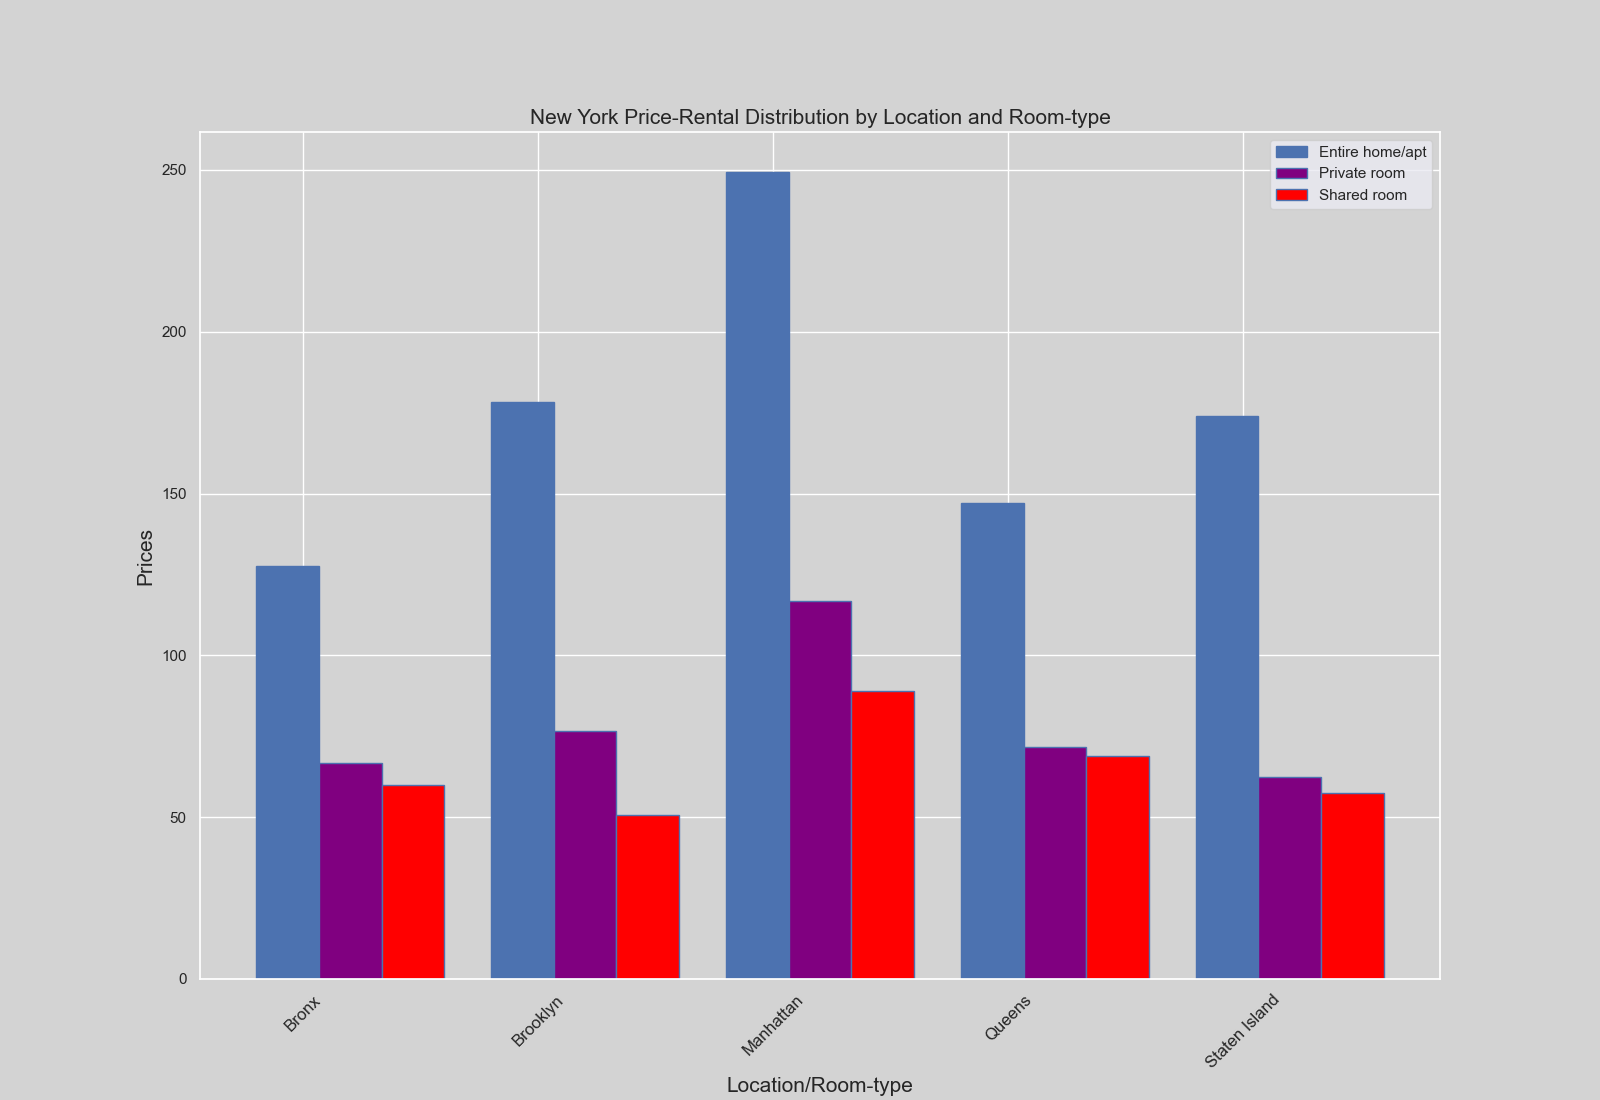 New York Price-Rental Distribution by Location and Room-type
Entire home/apt
Private room
Shared room
250
200
150
100
50
0
Prices
Bronx
Brooklyn
Manhattan
Queens
Staten Island
Location/Room-type